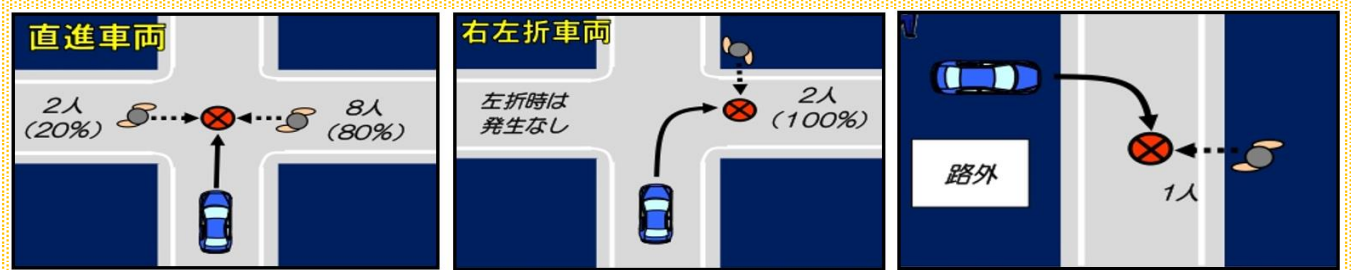 直進車両
2人
(20%)
8人
(80%)
右左折車両
左折時は
発生なし
2人
(100%)
路外
1人